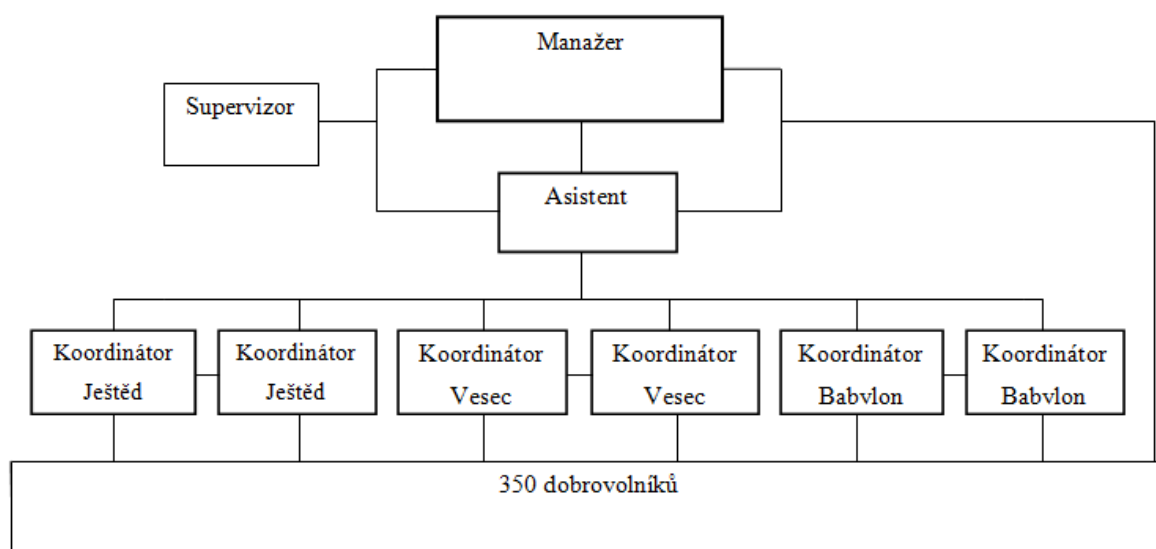 Manažer
Supervizor
Asistent
Koordinátor
Ještěd
Koordinátor
Ještěd
Koordinátor
Vesec
Koordinátor
Vesec
Koordinátor
Babylon
Koordinátor
Babylon
350 dobrovolníků